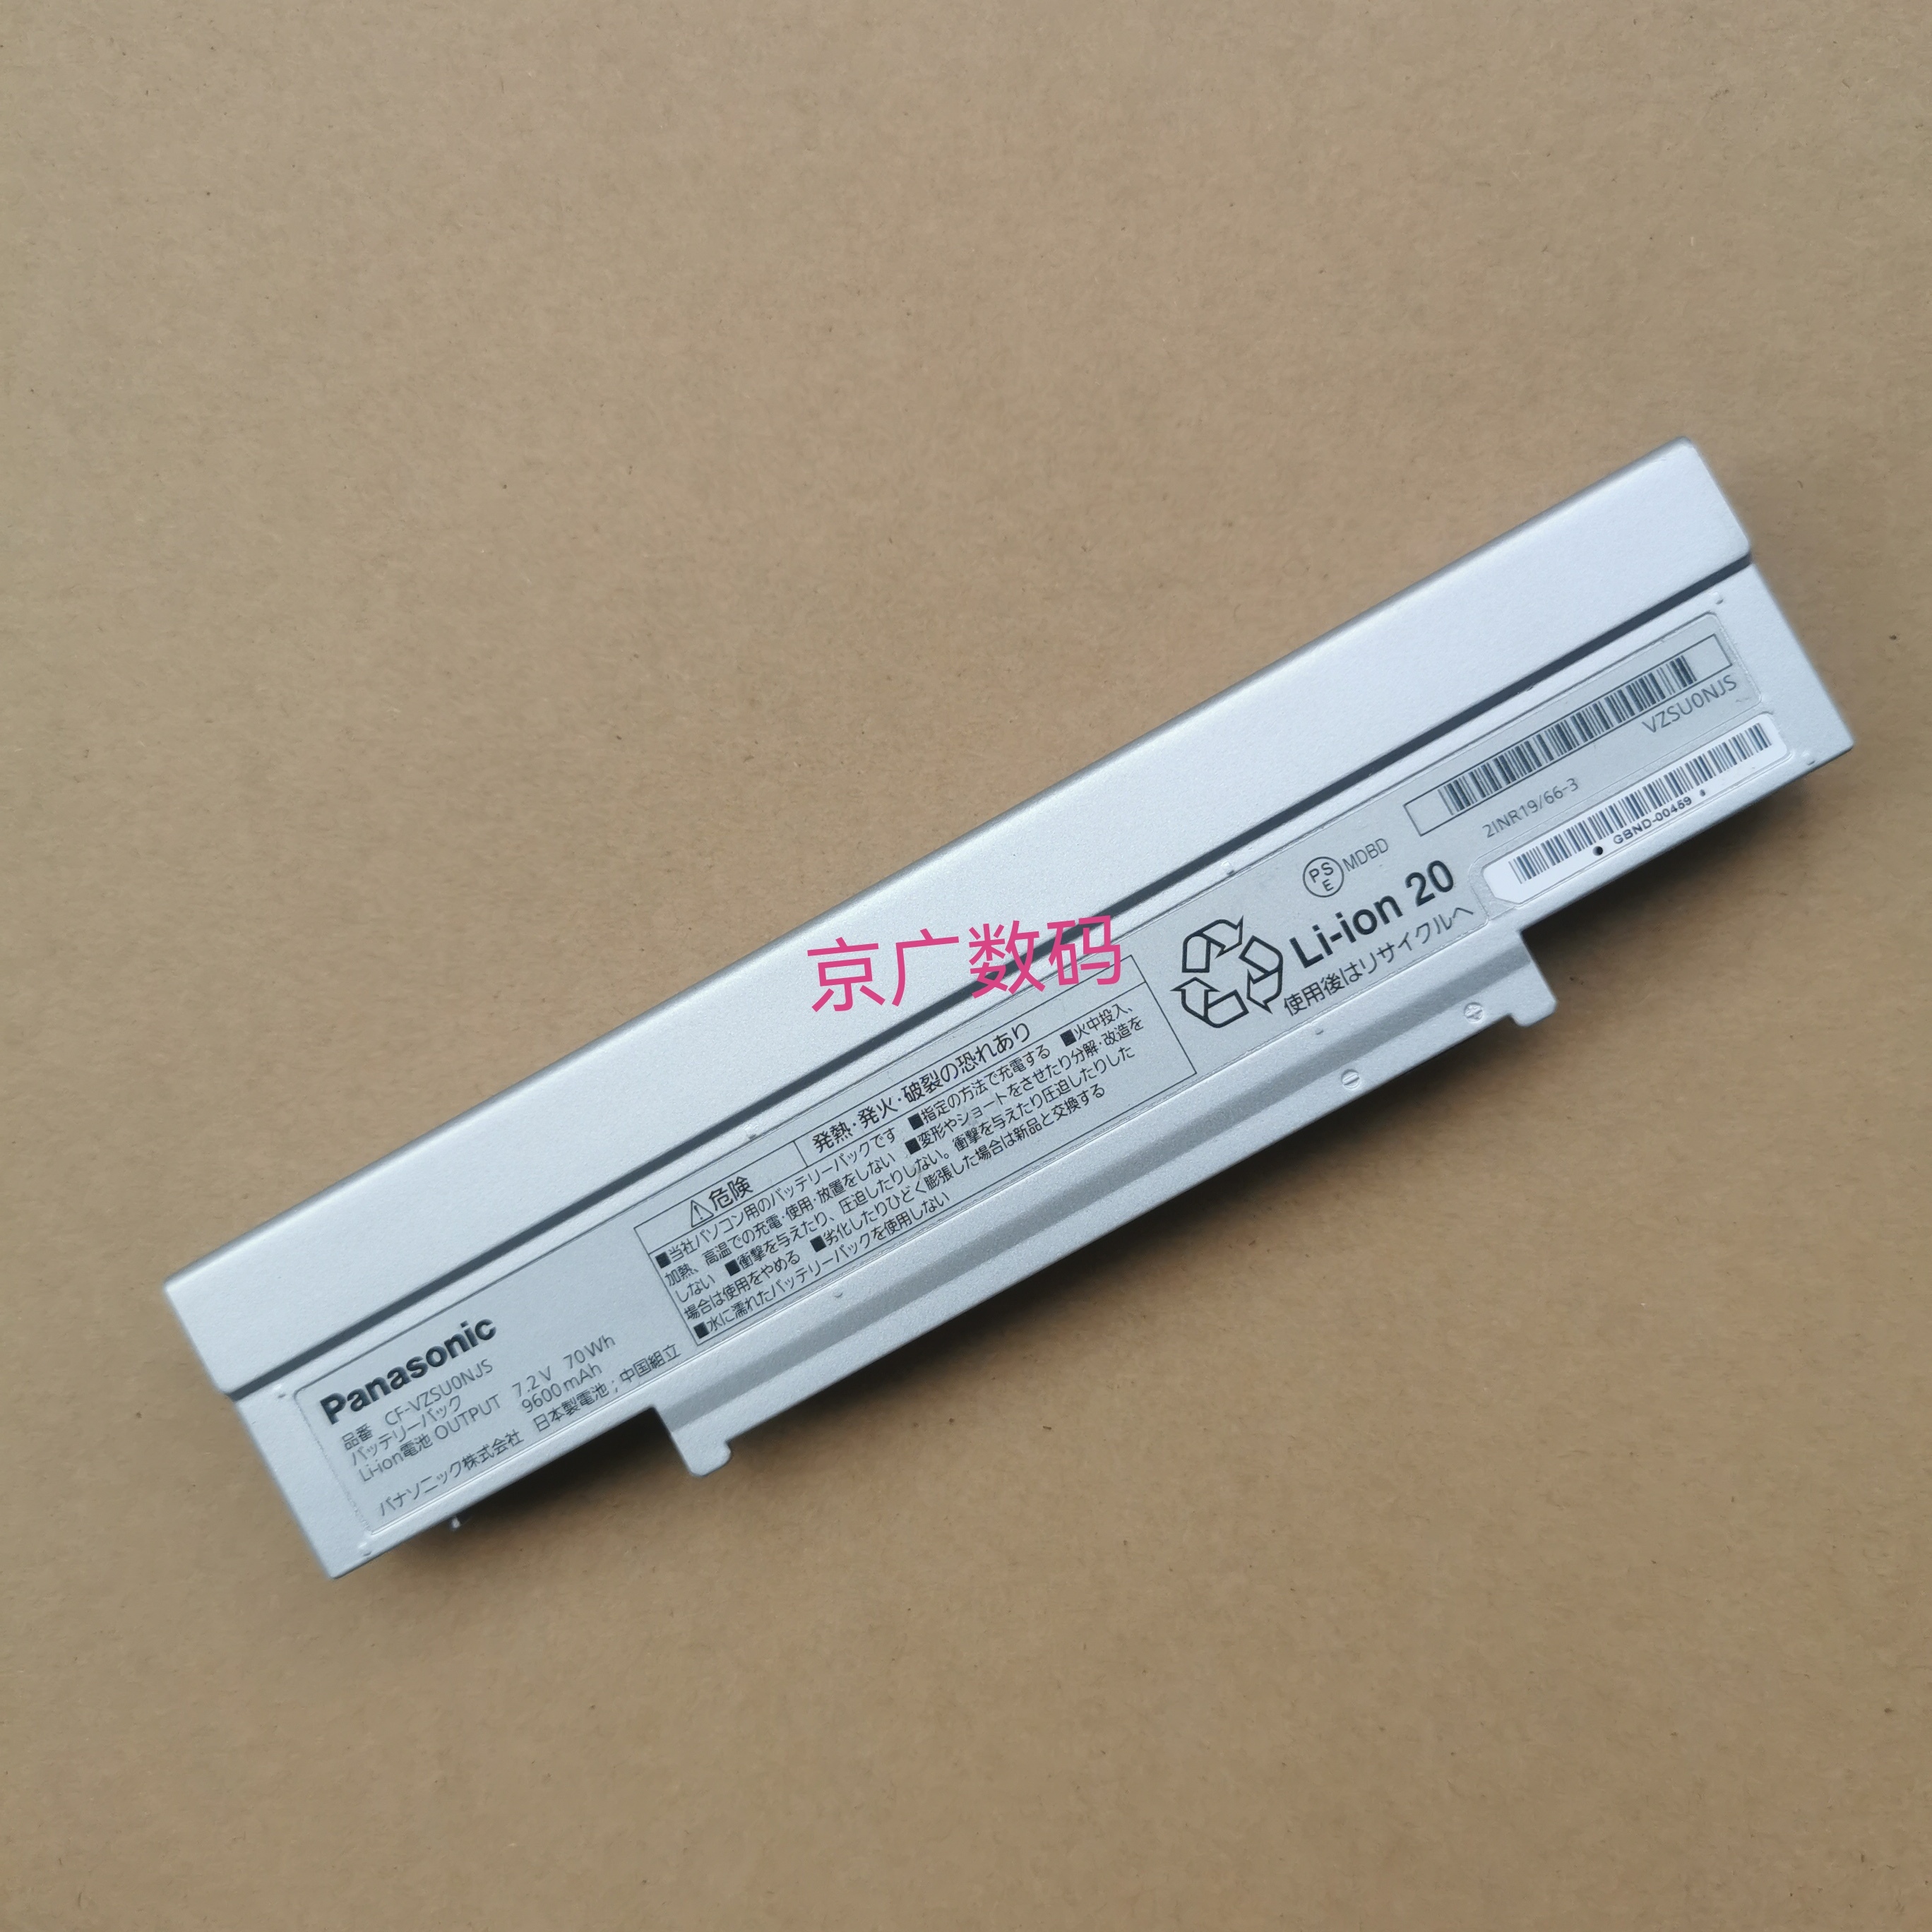 Panasonic
品番 CF-VZSU0NJS
バッテリーパック
Li-ion電池 OUTPUT 7.2V 70Wh
9600mAh
パナソニック株式会社 日本製電池；中国組立
⚠危険 発熱・発火・破裂の恐れあり
■当社パソコン用のバッテリーパックです ■指定の方法で充電する ■火中投入、
加熱、高温での充電・使用・放置をしない ■変形やショートをさせたり分解・改造を
しない ■衝撃を与えたり、圧迫したりしない。衝撃を与えたり圧迫したりした
場合は使用をやめる ■劣化したりひどく膨張した場合は新品と交換する
■水に濡れたバッテリーパックを使用しない
京广数码
PSE MDBD
Li-ion 20
使用後はリサイクルへ
VZSU0NJS
2INR19/66-3
GBND-00459